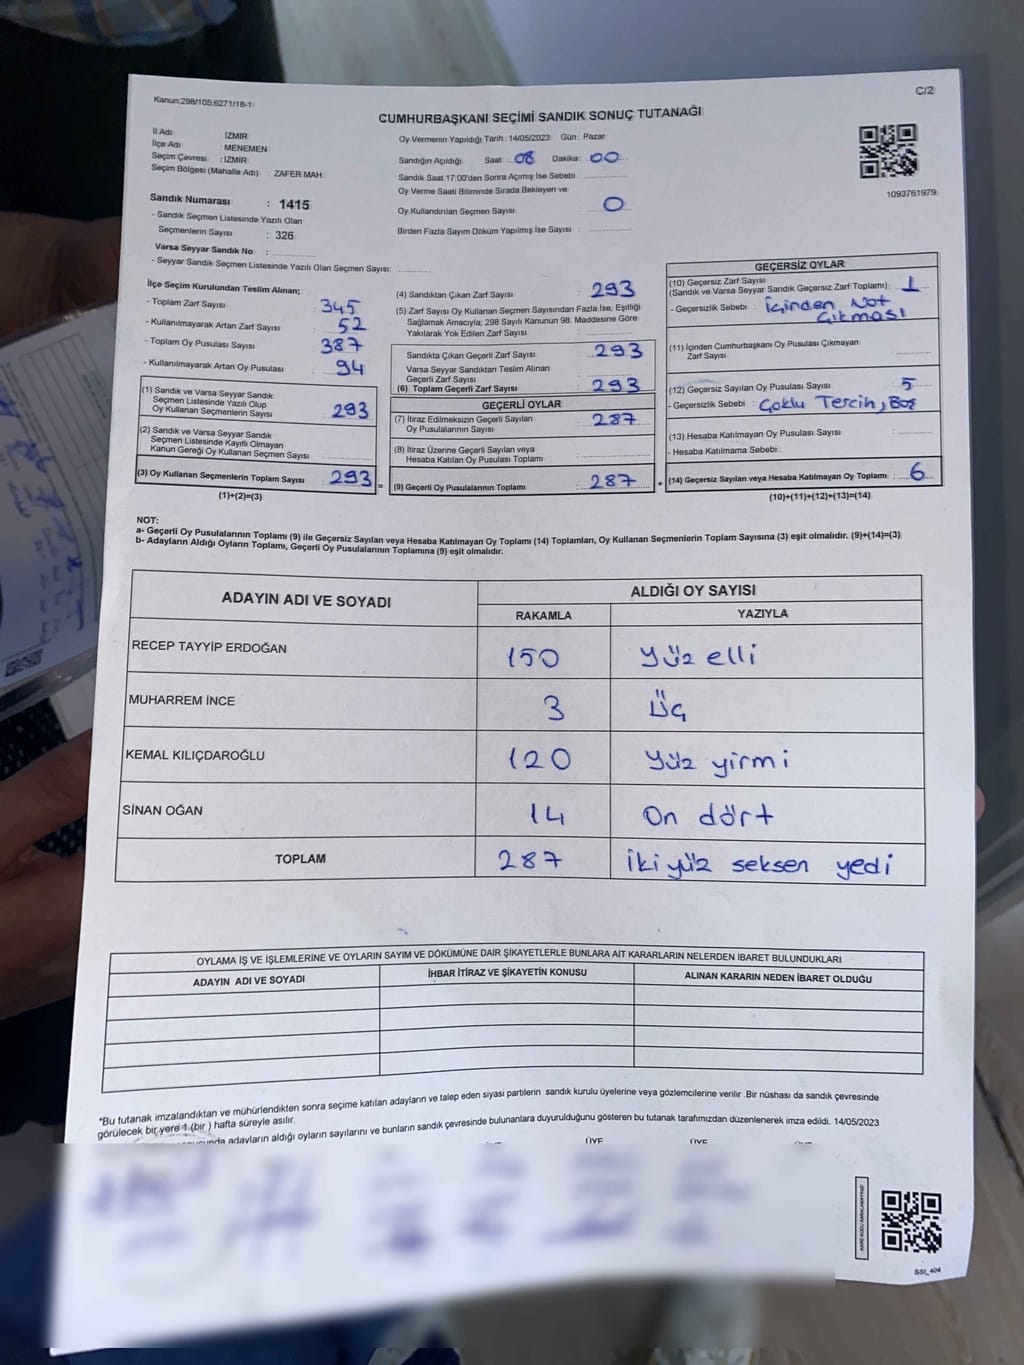 Kanun:298/105;6271/18-1
C/2
CUMHURBAŞKANI SEÇİMİ SANDIK SONUÇ TUTANAĞI
İl Adı : İZMİR
İlçe Adı : MENEMEN
Seçim Çevresi : İZMİR
Seçim Bölgesi (Mahalle Adı) : ZAFER MAH
Sandık Numarası : 1415
- Sandık Seçmen Listesinde Yazılı Olan
Seçmenlerin Sayısı : 326
Varsa Seyyar Sandık No :
- Seyyar Sandık Seçmen Listesinde Yazılı Olan Seçmen Sayısı:
Oy Vermenin Yapıldığı Tarih : 14/05/2023 Gün : Pazar
Sandığın Açıldığı Saat : 08 Dakika : 00
Sandık Saat 17:00'den Sonra Açımış İse Sebebi
Oy Verme Saati Bitiminde Sırada Bekleyen ve
Oy Kullandırılan Seçmen Sayısı : 0
Birden Fazla Sayım Döküm Yapılmış İse Sayısı :
1093761979
İlçe Seçim Kurulundan Teslim Alınan;
- Toplam Zarf Sayısı : 345
- Kullanılmayarak Artan Zarf Sayısı : 52
- Toplam Oy Pusulası Sayısı : 387
- Kullanılmayarak Artan Oy Pusulası : 94
(1) Sandık ve Varsa Seyyar Sandık
Seçmen Listesinde Yazılı Olup
Oy Kullanan Seçmenlerin Sayısı : 293
(2) Sandık ve Varsa Seyyar Sandık
Seçmen Listesinde Kayıtlı Olmayan
Kanun Gereği Oy Kullanan Seçmen Sayısı :
(3) Oy Kullanan Seçmenlerin Toplam Sayısı : 293
(1)+(2)=(3)
(4) Sandıktan Çıkan Zarf Sayısı : 293
(5) Zarf Sayısı Oy Kullanan Seçmen Sayısından Fazla İse, Eşitliği
Sağlamak Amacıyla; 298 Sayılı Kanunun 98. Maddesine Göre
Yakılarak Yok Edilen Zarf Sayısı :
Sandıkta Çıkan Geçerli Zarf Sayısı : 293
Varsa Seyyar Sandıktan Teslim Alınan
Geçerli Zarf Sayısı :
(6) Toplam Geçerli Zarf Sayısı : 293
GEÇERLİ OYLAR
(7) İtiraz Edilmeksizin Geçerli Sayılan
Oy Pusulalarının Sayısı : 287
(8) İtiraz Üzerine Geçerli Sayılan veya
Hesaba Katılan Oy Pusulası Toplamı :
(9) Geçerli Oy Pusulalarının Toplamı : 287
GEÇERSİZ OYLAR
(10) Geçersiz Zarf Sayısı
(Sandık ve Varsa Seyyar Sandık Geçersiz Zarf Toplamı) : 1
- Geçersizlik Sebebi : İçinden Not
Çıkması
(11) İçinden Cumhurbaşkanı Oy Pusulası Çıkmayan
Zarf Sayısı :
(12) Geçersiz Sayılan Oy Pusulası Sayısı : 5
- Geçersizlik Sebebi : Çoklu Tercih, Boş
(13) Hesaba Katılmayan Oy Pusulası Sayısı :
- Hesaba Katılmama Sebebi :
(14) Geçersiz Sayılan veya Hesaba Katılmayan Oy Toplamı : 6
(10)+(11)+(12)+(13)=(14)
NOT:
a- Geçerli Oy Pusulalarının Toplamı (9) ile Geçersiz Sayılan veya Hesaba Katılmayan Oy Toplamı (14) Toplamları, Oy Kullanan Seçmenlerin Toplam Sayısına (3) eşit olmalıdır. (9)+(14)=(3)
b- Adayların Aldığı Oyların Toplamı, Geçerli Oy Pusulalarının Toplamına (9) eşit olmalıdır.
ADAYIN ADI VE SOYADI
ALDIĞI OY SAYISI
RAKAMLA YAZIYLA
RECEP TAYYİP ERDOĞAN 150 Yüz elli
MUHARREM İNCE 3 Üç
KEMAL KILIÇDAROĞLU 120 Yüz yirmi
SİNAN OĞAN 14 On dört
TOPLAM 287 İki yüz seksen yedi
OYLAMA İŞ VE İŞLEMLERİNE VE OYLARIN SAYIM VE DÖKÜMÜNE DAİR ŞİKAYETLERLE BUNLARA AİT KARARLARIN NELERDEN İBARET BULUNDUKLARI
ADAYIN ADI VE SOYADI İHBAR İTİRAZ VE ŞİKAYETİN KONUSU ALINAN KARARIN NEDEN İBARET OLDUĞU
*Bu tutanak imzalandıktan ve mühürlendikten sonra seçime katılan adayların ve talep eden siyasi partilerin sandık kurulu üyelerine veya gözlemcilerine verilir .Bir nüshası da sandık çevresinde
görülecek bir yere 1 (bir ) hafta süreyle asılır.
adayların aldığı oyların sayılarını ve bunların sandık çevresinde bulunanlara duyurulduğunu gösteren bu tutanak tarafımızdan düzenlenerek imza edildi. 14/05/2023
ÜYE ÜYE
SSI_404